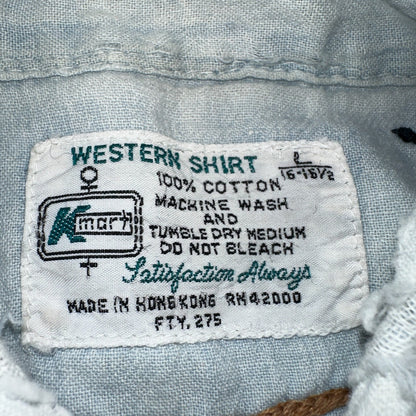 WESTERN SHIRT
L
16-16½
100% COTTON
MACHINE WASH
AND
TUMBLE DRY MEDIUM
DO NOT BLEACH
Kmart
Satisfaction Always
MADE IN HONG KONG RN42000
FTY. 275